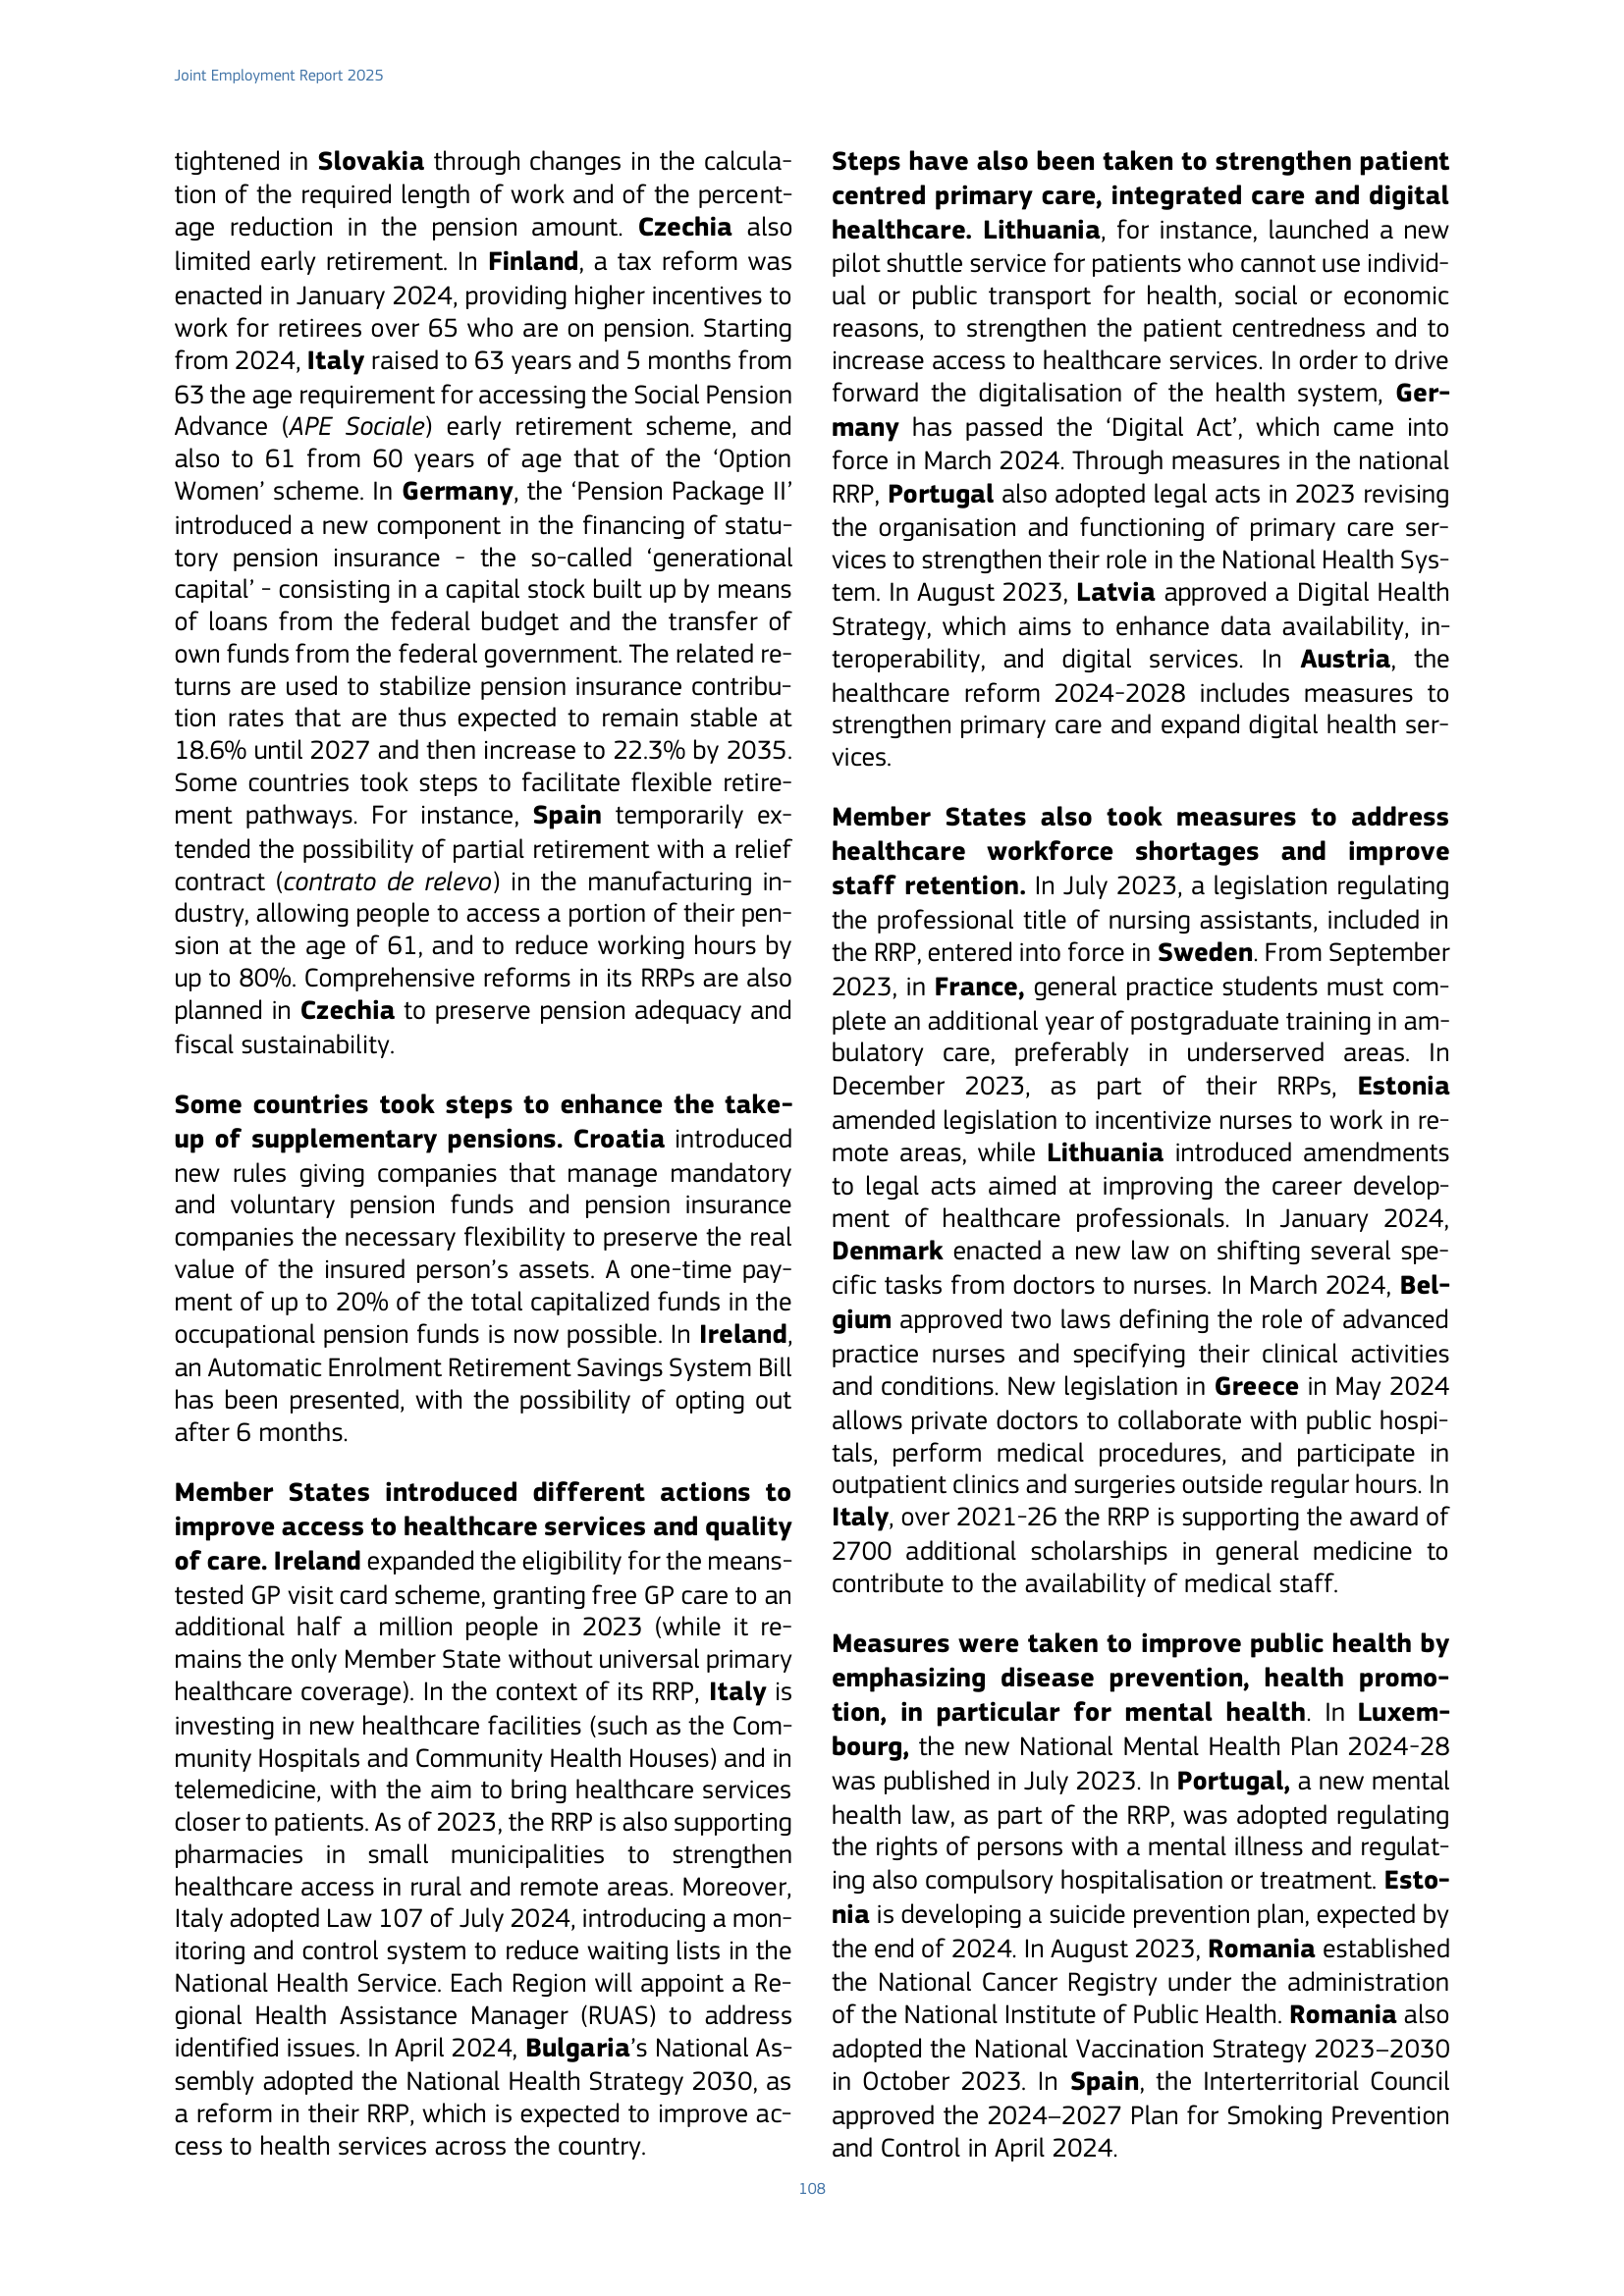 Joint Employment Report 2025
tightened in Slovakia through changes in the calcula-
tion of the required length of work and of the percent-
age reduction in the pension amount. Czechia also
limited early retirement. In Finland, a tax reform was
enacted in January 2024, providing higher incentives to
work for retirees over 65 who are on pension. Starting
from 2024, Italy raised to 63 years and 5 months from
63 the age requirement for accessing the Social Pension
Advance (APE Sociale) early retirement scheme, and
also to 61 from 60 years of age that of the ‘Option
Women’ scheme. In Germany, the ‘Pension Package II’
introduced a new component in the financing of statu-
tory pension insurance - the so-called ‘generational
capital’ - consisting in a capital stock built up by means
of loans from the federal budget and the transfer of
own funds from the federal government. The related re-
turns are used to stabilize pension insurance contribu-
tion rates that are thus expected to remain stable at
18.6% until 2027 and then increase to 22.3% by 2035.
Some countries took steps to facilitate flexible retire-
ment pathways. For instance, Spain temporarily ex-
tended the possibility of partial retirement with a relief
contract (contrato de relevo) in the manufacturing in-
dustry, allowing people to access a portion of their pen-
sion at the age of 61, and to reduce working hours by
up to 80%. Comprehensive reforms in its RRPs are also
planned in Czechia to preserve pension adequacy and
fiscal sustainability.
Some countries took steps to enhance the take-
up of supplementary pensions. Croatia introduced
new rules giving companies that manage mandatory
and voluntary pension funds and pension insurance
companies the necessary flexibility to preserve the real
value of the insured person’s assets. A one-time pay-
ment of up to 20% of the total capitalized funds in the
occupational pension funds is now possible. In Ireland,
an Automatic Enrolment Retirement Savings System Bill
has been presented, with the possibility of opting out
after 6 months.
Member States introduced different actions to
improve access to healthcare services and quality
of care. Ireland expanded the eligibility for the means-
tested GP visit card scheme, granting free GP care to an
additional half a million people in 2023 (while it re-
mains the only Member State without universal primary
healthcare coverage). In the context of its RRP, Italy is
investing in new healthcare facilities (such as the Com-
munity Hospitals and Community Health Houses) and in
telemedicine, with the aim to bring healthcare services
closer to patients. As of 2023, the RRP is also supporting
pharmacies in small municipalities to strengthen
healthcare access in rural and remote areas. Moreover,
Italy adopted Law 107 of July 2024, introducing a mon-
itoring and control system to reduce waiting lists in the
National Health Service. Each Region will appoint a Re-
gional Health Assistance Manager (RUAS) to address
identified issues. In April 2024, Bulgaria’s National As-
sembly adopted the National Health Strategy 2030, as
a reform in their RRP, which is expected to improve ac-
cess to health services across the country.
Steps have also been taken to strengthen patient
centred primary care, integrated care and digital
healthcare. Lithuania, for instance, launched a new
pilot shuttle service for patients who cannot use individ-
ual or public transport for health, social or economic
reasons, to strengthen the patient centredness and to
increase access to healthcare services. In order to drive
forward the digitalisation of the health system, Ger-
many has passed the ‘Digital Act’, which came into
force in March 2024. Through measures in the national
RRP, Portugal also adopted legal acts in 2023 revising
the organisation and functioning of primary care ser-
vices to strengthen their role in the National Health Sys-
tem. In August 2023, Latvia approved a Digital Health
Strategy, which aims to enhance data availability, in-
teroperability, and digital services. In Austria, the
healthcare reform 2024-2028 includes measures to
strengthen primary care and expand digital health ser-
vices.
Member States also took measures to address
healthcare workforce shortages and improve
staff retention. In July 2023, a legislation regulating
the professional title of nursing assistants, included in
the RRP, entered into force in Sweden. From September
2023, in France, general practice students must com-
plete an additional year of postgraduate training in am-
bulatory care, preferably in underserved areas. In
December 2023, as part of their RRPs, Estonia
amended legislation to incentivize nurses to work in re-
mote areas, while Lithuania introduced amendments
to legal acts aimed at improving the career develop-
ment of healthcare professionals. In January 2024,
Denmark enacted a new law on shifting several spe-
cific tasks from doctors to nurses. In March 2024, Bel-
gium approved two laws defining the role of advanced
practice nurses and specifying their clinical activities
and conditions. New legislation in Greece in May 2024
allows private doctors to collaborate with public hospi-
tals, perform medical procedures, and participate in
outpatient clinics and surgeries outside regular hours. In
Italy, over 2021-26 the RRP is supporting the award of
2700 additional scholarships in general medicine to
contribute to the availability of medical staff.
Measures were taken to improve public health by
emphasizing disease prevention, health promo-
tion, in particular for mental health. In Luxem-
bourg, the new National Mental Health Plan 2024-28
was published in July 2023. In Portugal, a new mental
health law, as part of the RRP, was adopted regulating
the rights of persons with a mental illness and regulat-
ing also compulsory hospitalisation or treatment. Esto-
nia is developing a suicide prevention plan, expected by
the end of 2024. In August 2023, Romania established
the National Cancer Registry under the administration
of the National Institute of Public Health. Romania also
adopted the National Vaccination Strategy 2023–2030
in October 2023. In Spain, the Interterritorial Council
approved the 2024–2027 Plan for Smoking Prevention
and Control in April 2024.
108